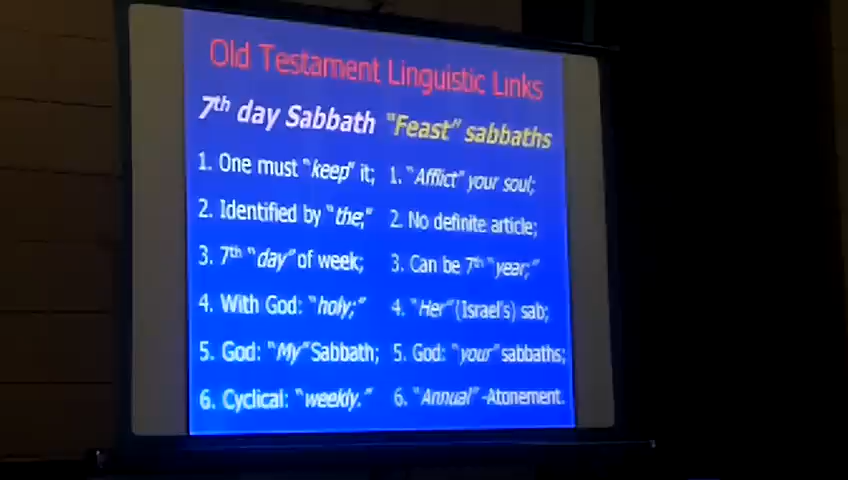 Old Testament Linguistic Links
7th day Sabbath "Feast" sabbaths
1. One must "keep" it; 1. "Afflict" your soul;
2. Identified by "the;" 2. No definite article;
3. 7th "day" of week; 3. Can be 7th "year;"
4. With God: "holy;" 4. "Her" (Israel's) sab;
5. God: "My" Sabbath; 5. God: "your" sabbaths;
6. Cyclical: "weekly." 6. "Annual" -Atonement.